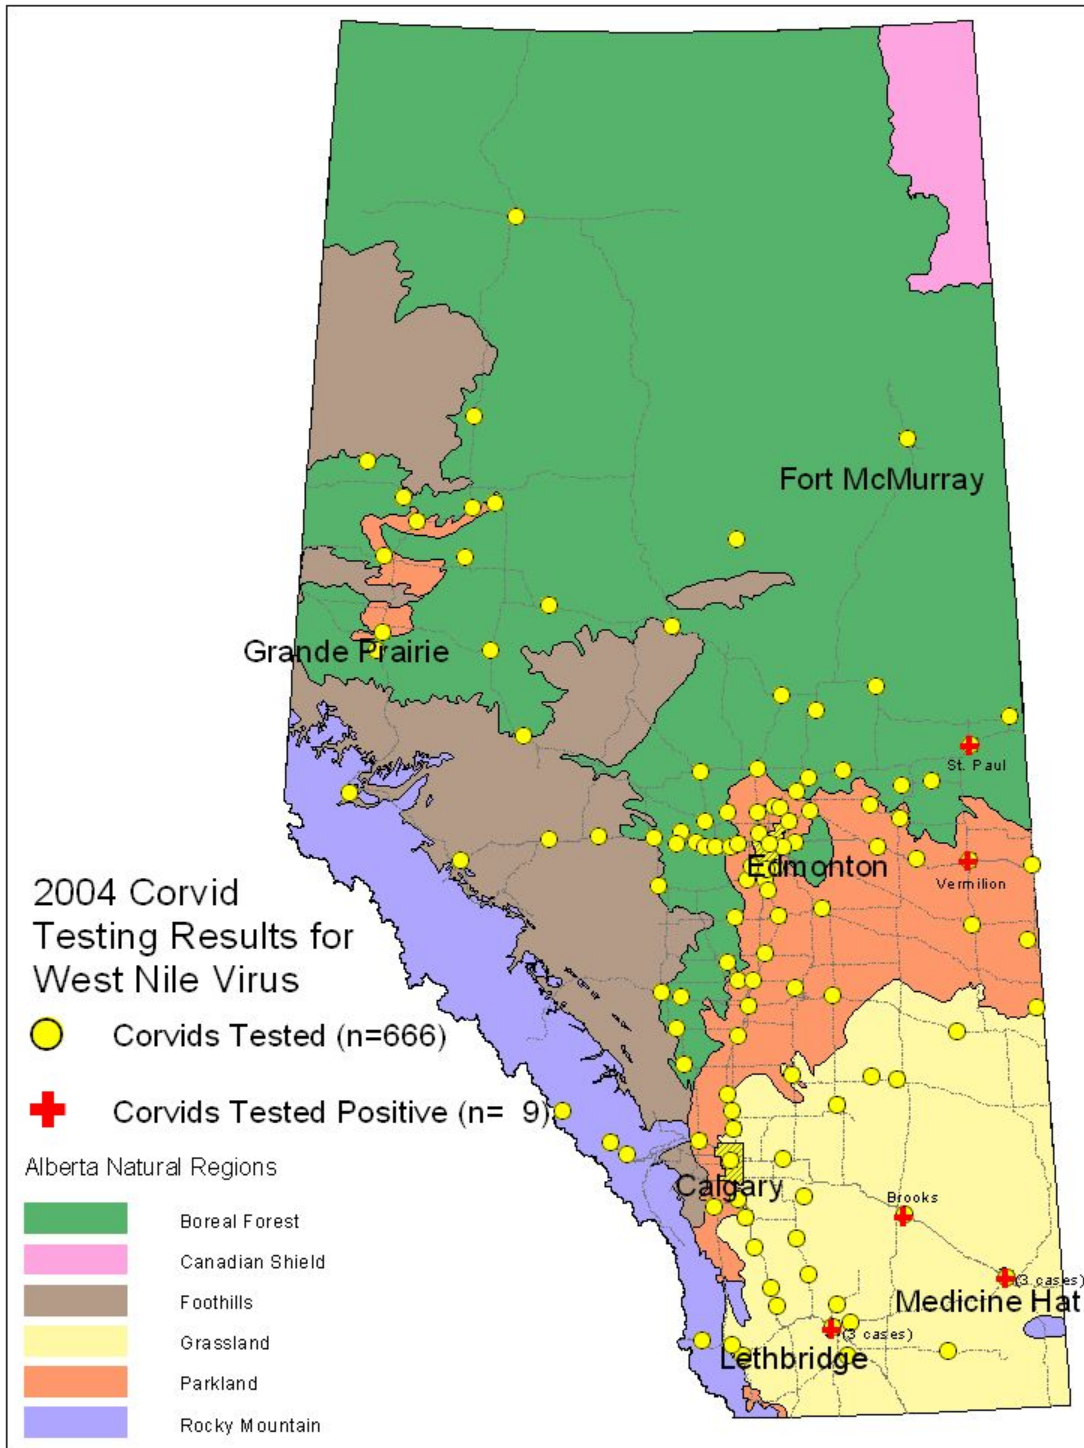 Fort McMurray
Grande Prairie
St. Paul
Edmonton
Vermilion
2004 Corvid
Testing Results for
West Nile Virus
Corvids Tested (n=666)
Corvids Tested Positive (n= 9)
Alberta Natural Regions
Boreal Forest
Canadian Shield
Foothills
Grassland
Parkland
Rocky Mountain
Calgary
Brooks
(3 cases)
Medicine Hat
(3 cases)
Lethbridge